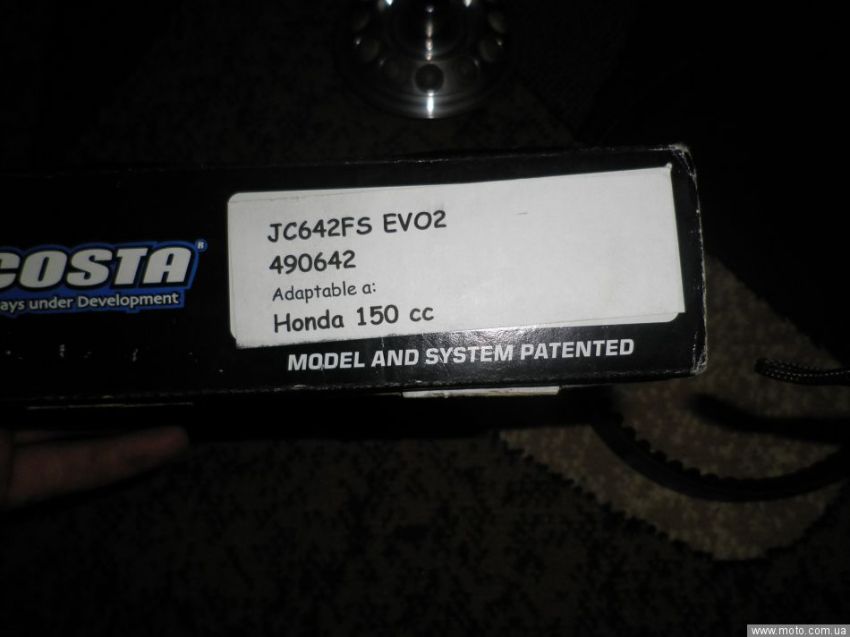 COSTA®
ays under Development
JC642FS EVO2
490642
Adaptable a:
Honda 150 cc
MODEL AND SYSTEM PATENTED
www.moto.com.ua